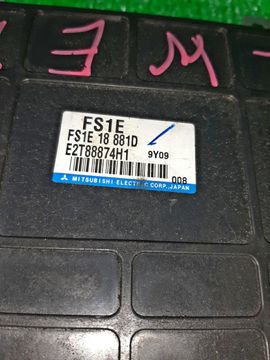 FS1E
FS1E 18 881D
E2T88874H1 9Y09
008
MITSUBISHI ELECTRIC CORP. JAPAN